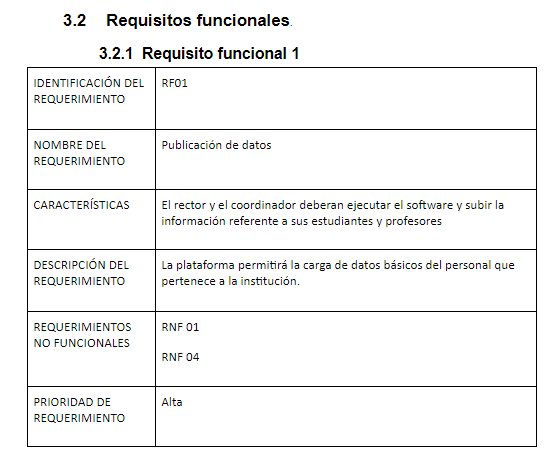 3.2 Requisitos funcionales.
3.2.1 Requisito funcional 1
IDENTIFICACIÓN DEL
REQUERIMIENTO
RF01
NOMBRE DEL
REQUERIMIENTO
Publicación de datos
CARACTERÍSTICAS
El rector y el coordinador deberan ejecutar el software y subir la
información referente a sus estudiantes y profesores
DESCRIPCIÓN DEL
REQUERIMIENTO
La plataforma permitirá la carga de datos básicos del personal que
pertenece a la institución.
REQUERIMIENTOS
NO FUNCIONALES
RNF 01
RNF 04
PRIORIDAD DE
REQUERIMIENTO
Alta